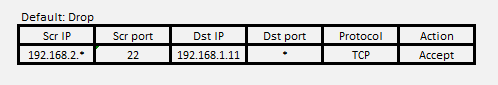 Default: Drop
Scr IP Scr port Dst IP Dst port Protocol Action
192.168.2.* 22 192.168.1.11 * TCP Accept